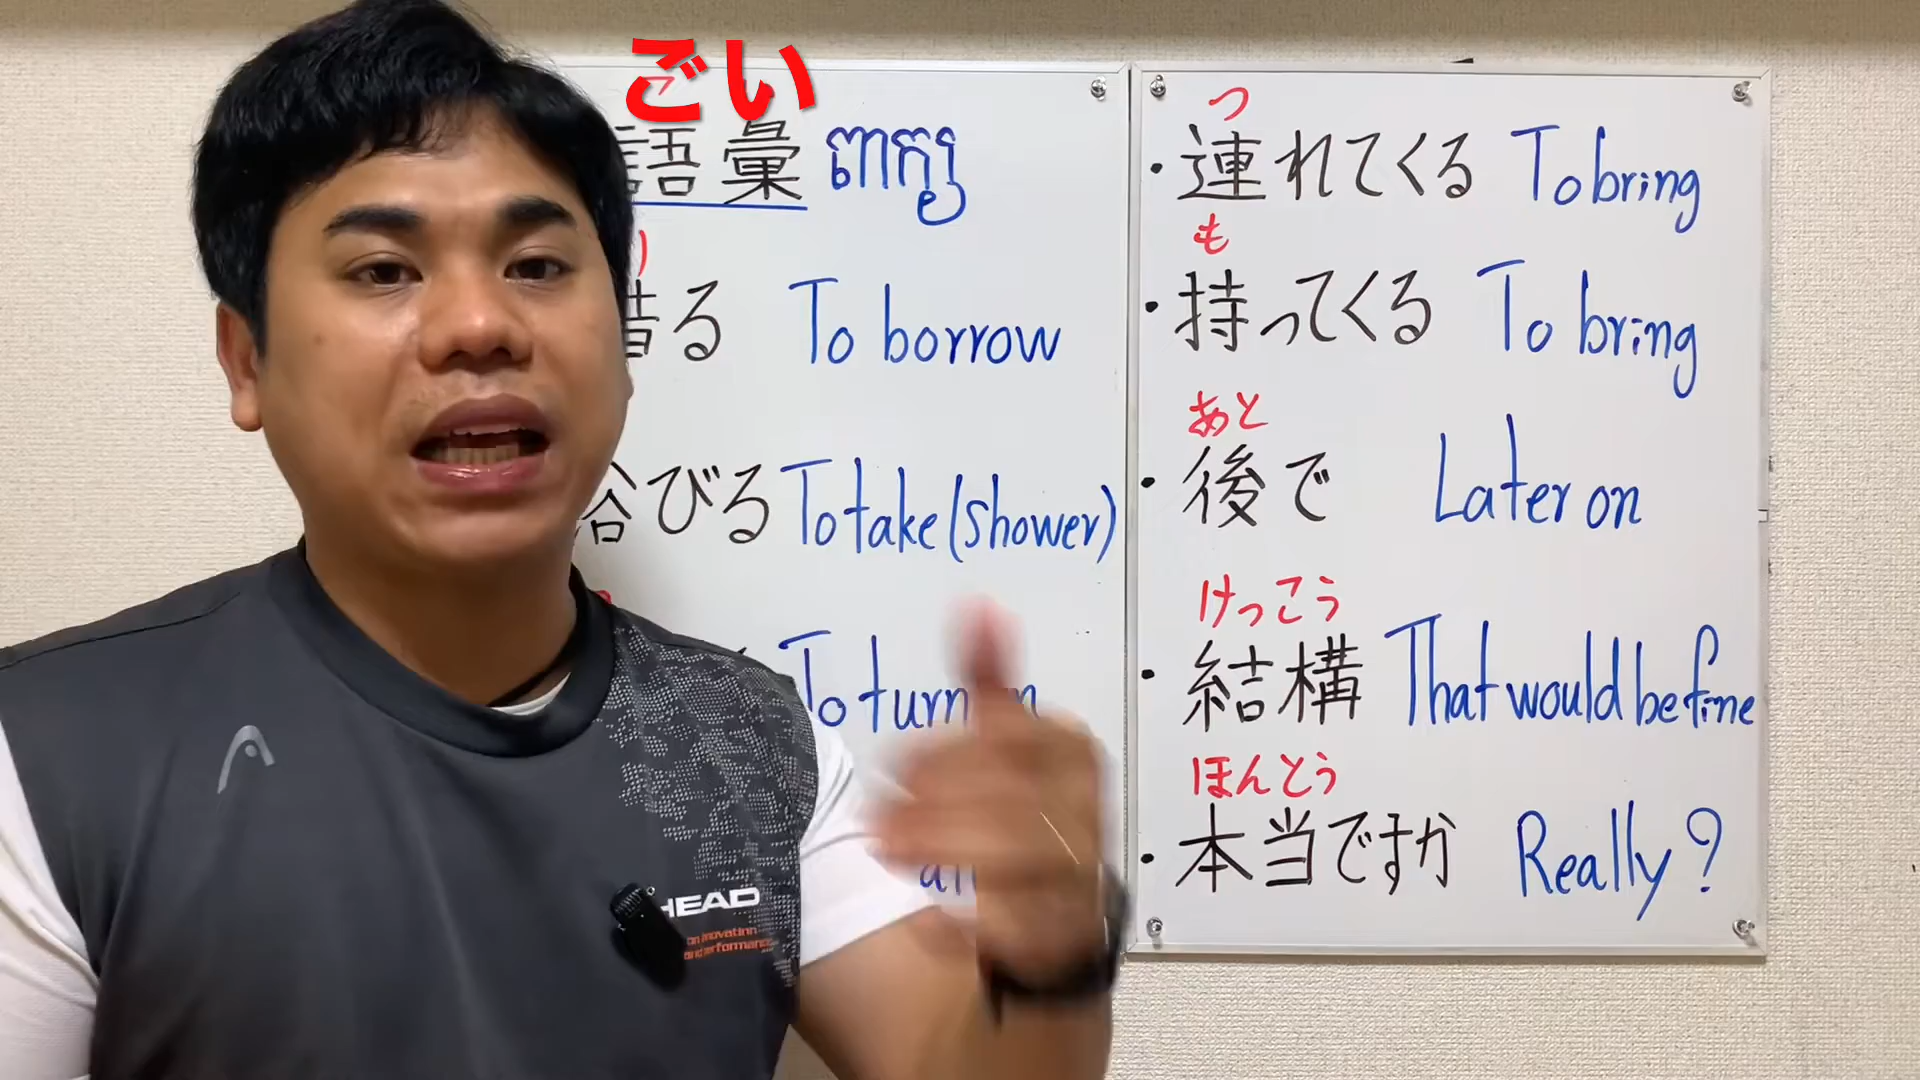 ごい
語彙 ពាក្យ
る To borrow
浴びる To take (shower)
To turn on
つ
・連れてくる To bring
も
・持ってくる To bring
あと
・後で Later on
けっこう
・結構 That would be fine
ほんとう
・本当ですか Really?
HEAD